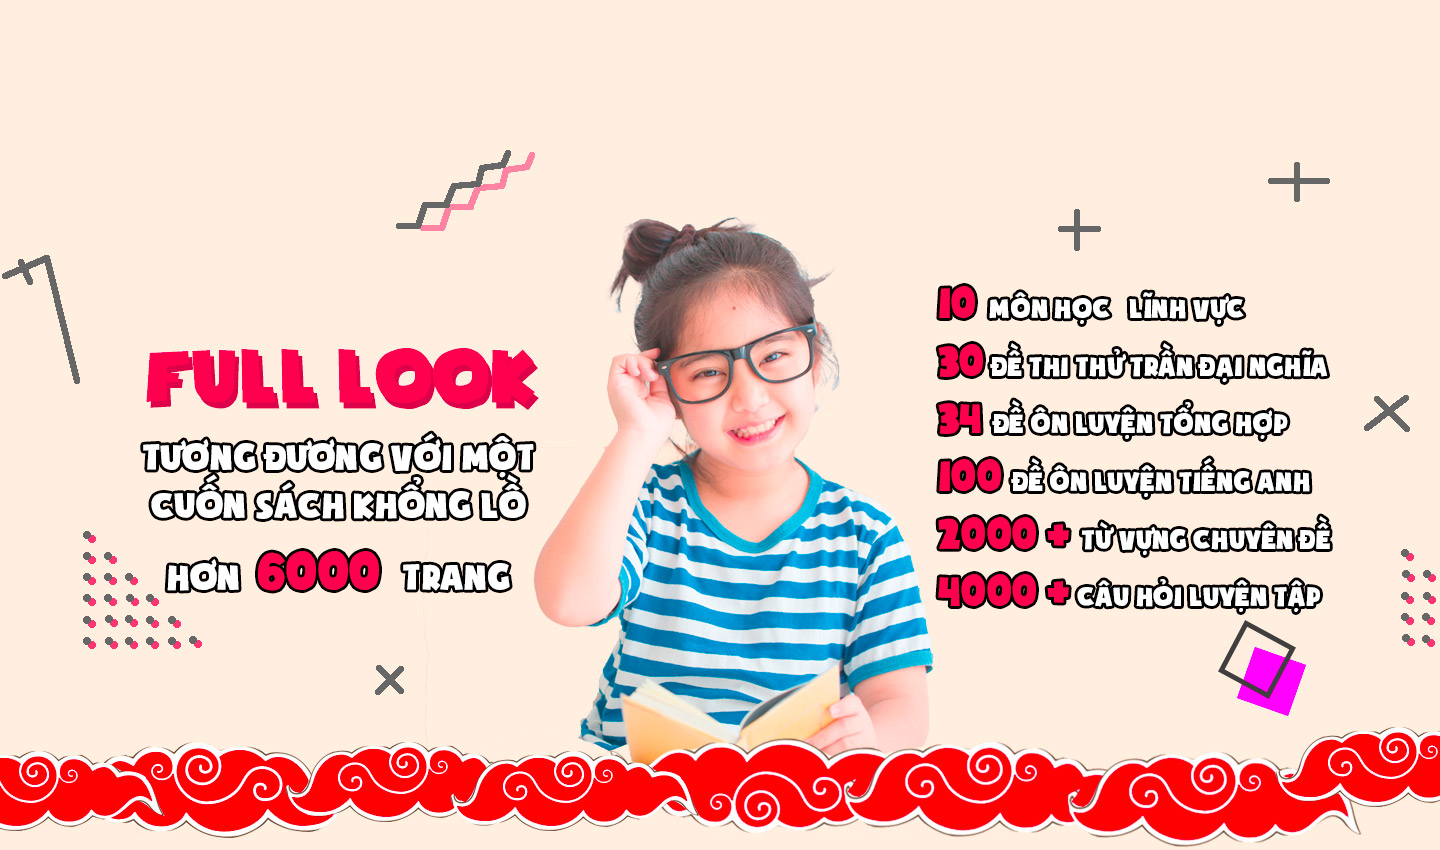 FULL LOOK
TƯƠNG ĐƯƠNG VỚI MỘT
CUỐN SÁCH KHỔNG LỒ
HƠN 6000 TRANG
10 MÔN HỌC LĨNH VỰC
30 ĐỀ THI THỬ TRẦN ĐẠI NGHĨA
34 ĐỀ ÔN LUYỆN TỔNG HỢP
100 ĐỀ ÔN LUYỆN TIẾNG ANH
2000 + TỪ VỰNG CHUYÊN ĐỀ
4000 + CÂU HỎI LUYỆN TẬP